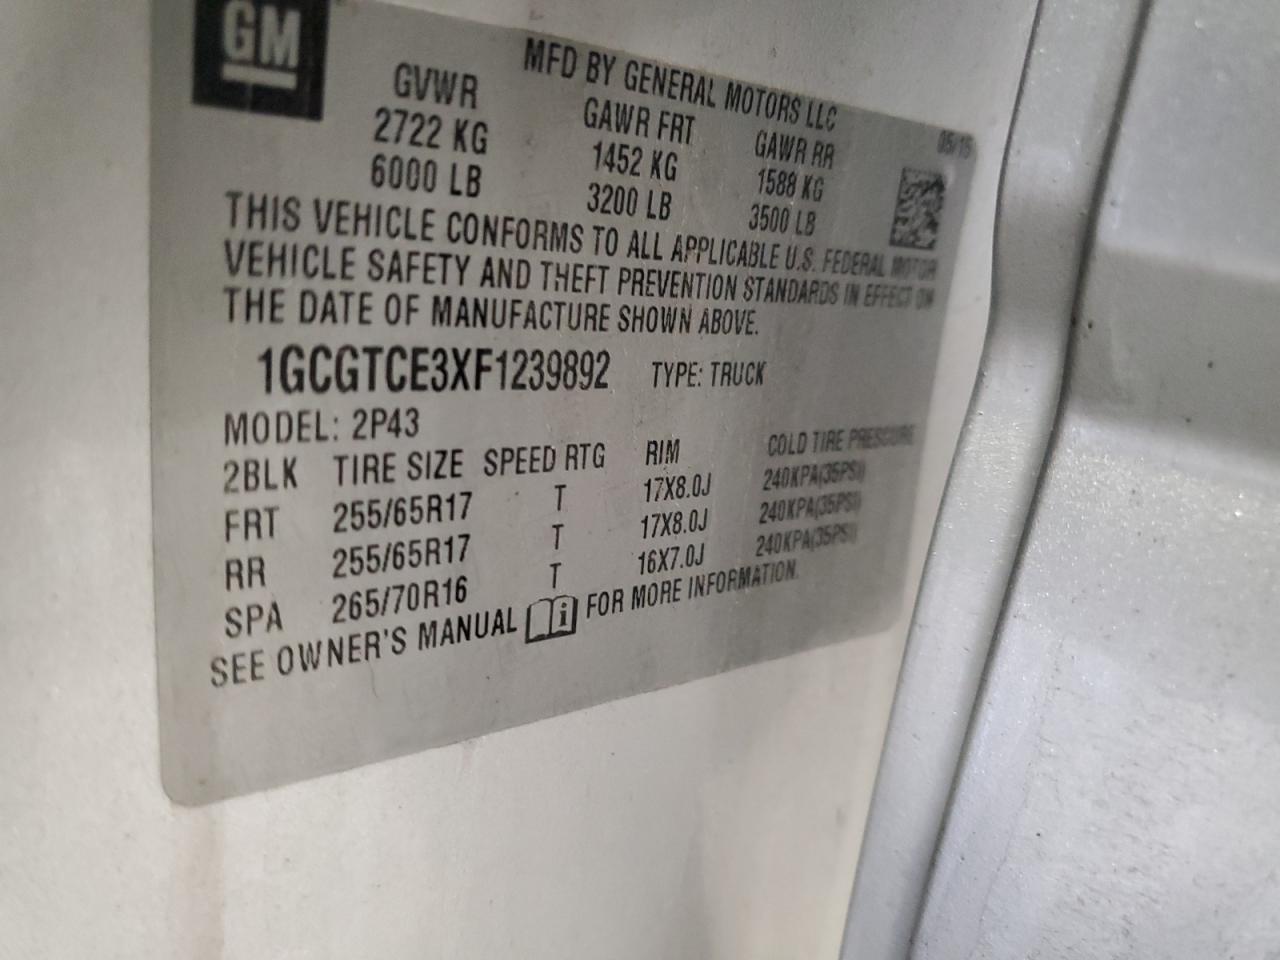 GM
MFD BY GENERAL MOTORS LLC
05/15
GVWR GAWR FRT GAWR RR
2722 KG 1452 KG 1588 KG
6000 LB 3200 LB 3500 LB
THIS VEHICLE CONFORMS TO ALL APPLICABLE U.S. FEDERAL MOTOR
VEHICLE SAFETY AND THEFT PREVENTION STANDARDS IN EFFECT ON
THE DATE OF MANUFACTURE SHOWN ABOVE.
1GCGTCE3XF1239892 TYPE: TRUCK
MODEL: 2P43
2BLK TIRE SIZE SPEED RTG RIM COLD TIRE PRESSURE
FRT 255/65R17 T 17X8.0J 240KPA(35PSI)
RR 255/65R17 T 17X8.0J 240KPA(35PSI)
SPA 265/70R16 T 16X7.0J 240KPA(35PSI)
SEE OWNER'S MANUAL i FOR MORE INFORMATION.